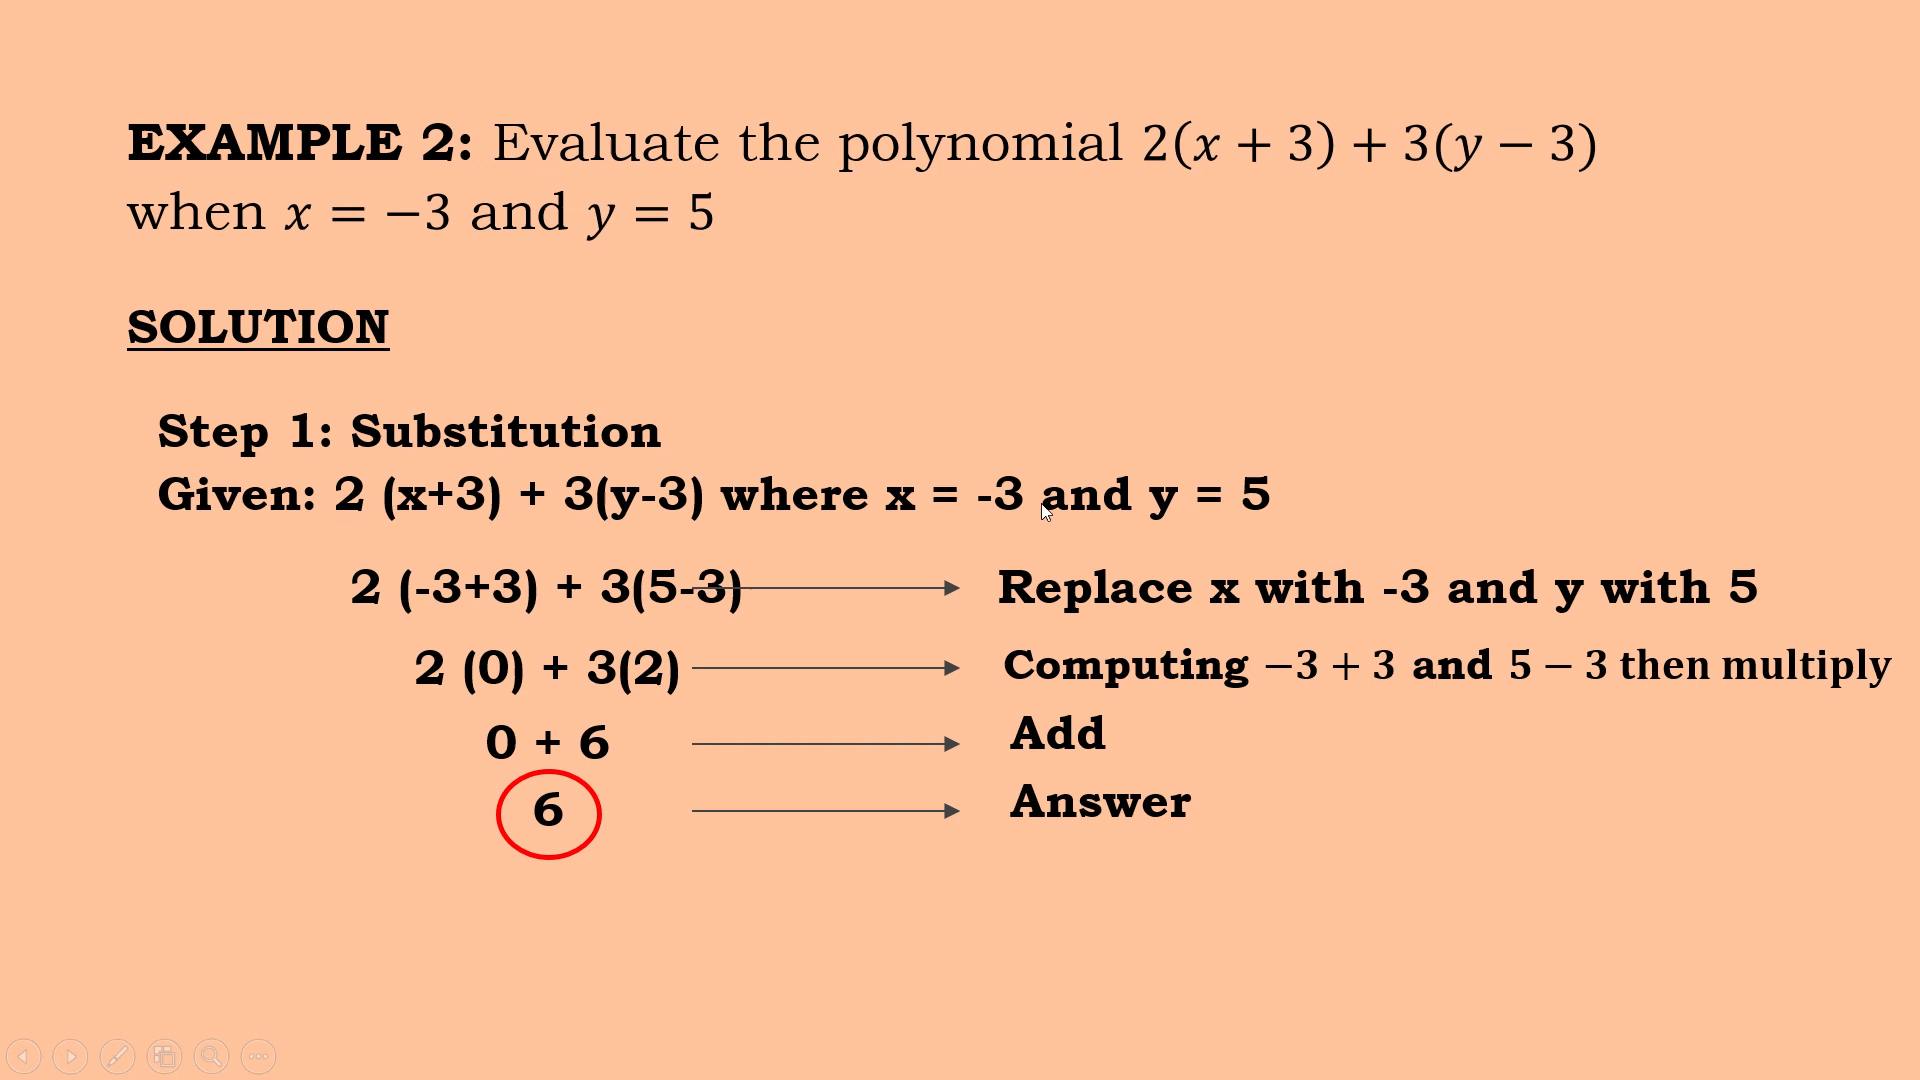 EXAMPLE 2: Evaluate the polynomial 2(x + 3) + 3(y − 3)
when x = −3 and y = 5
SOLUTION
Step 1: Substitution
Given: 2 (x+3) + 3(y-3) where x = -3 and y = 5
2 (-3+3) + 3(5-3) Replace x with -3 and y with 5
2 (0) + 3(2) Computing −3 + 3 and 5 − 3 then multiply
0 + 6 Add
6 Answer